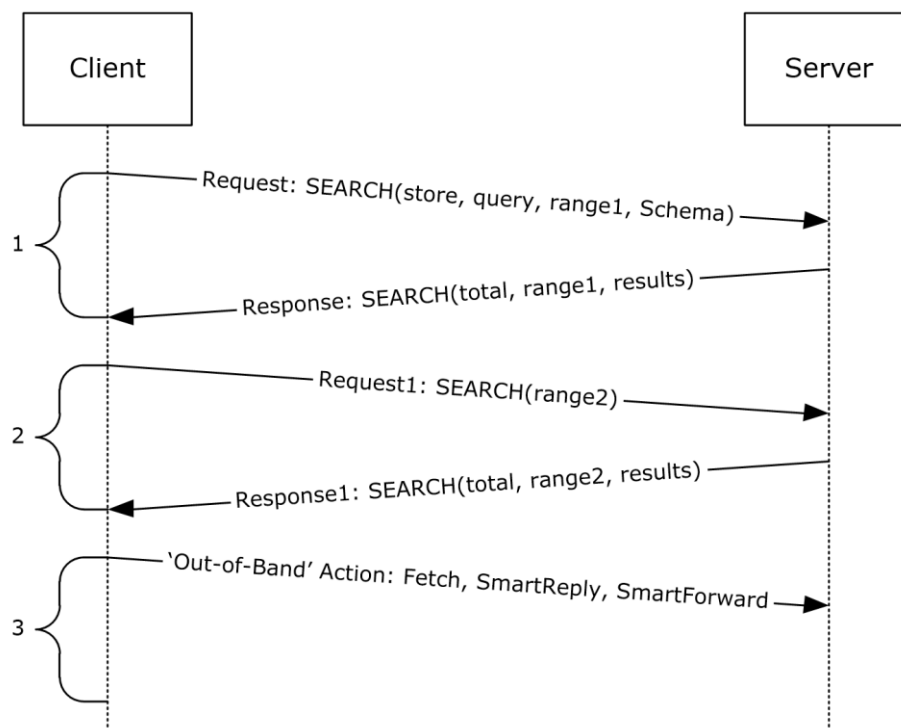 Client
Server
Request: SEARCH(store, query, range1, Schema)
1
Response: SEARCH(total, range1, results)
Request1: SEARCH(range2)
2
Response1: SEARCH(total, range2, results)
‘Out-of-Band’ Action: Fetch, SmartReply, SmartForward
3